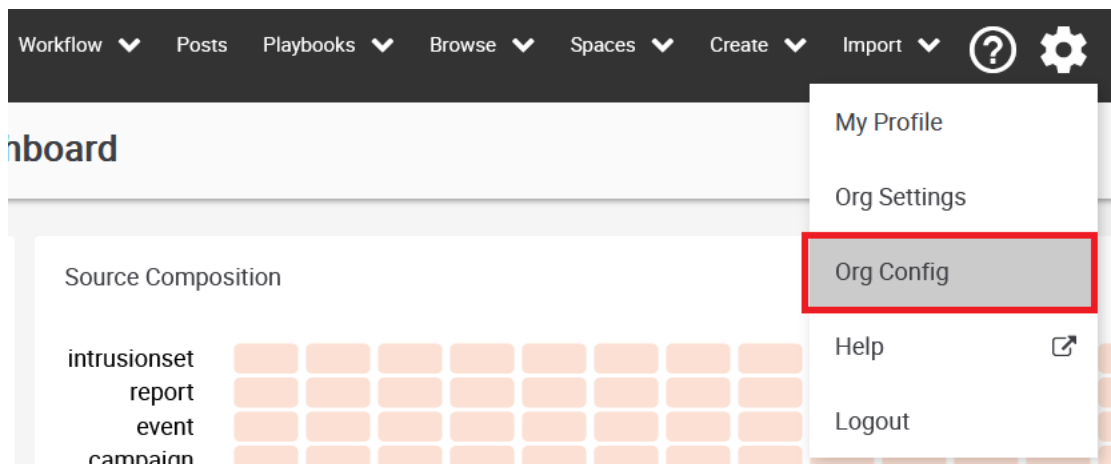 Workflow Posts Playbooks Browse Spaces Create Import ?
My Profile
hboard
Org Settings
Source Composition
Org Config
intrusionset
Help
report
event
Logout
campaign